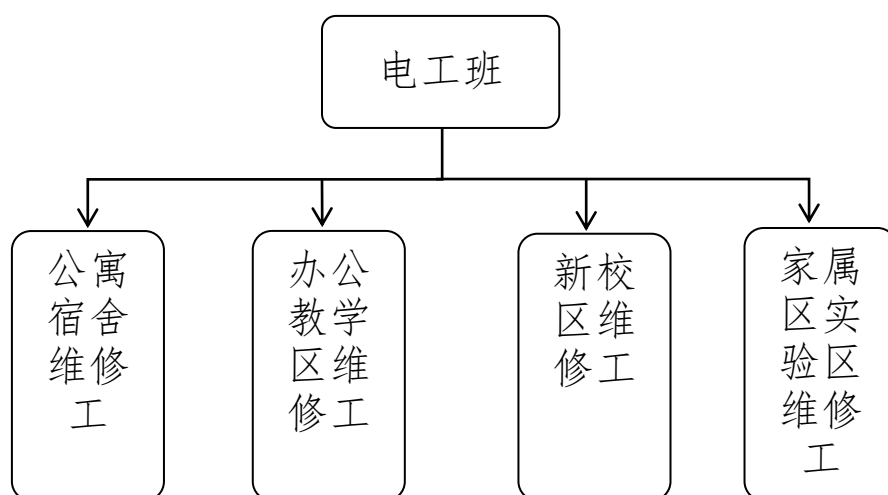 电工班
公寓
宿舍
维修
工
办公
教学
区维
修工
新校
区维
修工
家属
区实
验区
维修
工